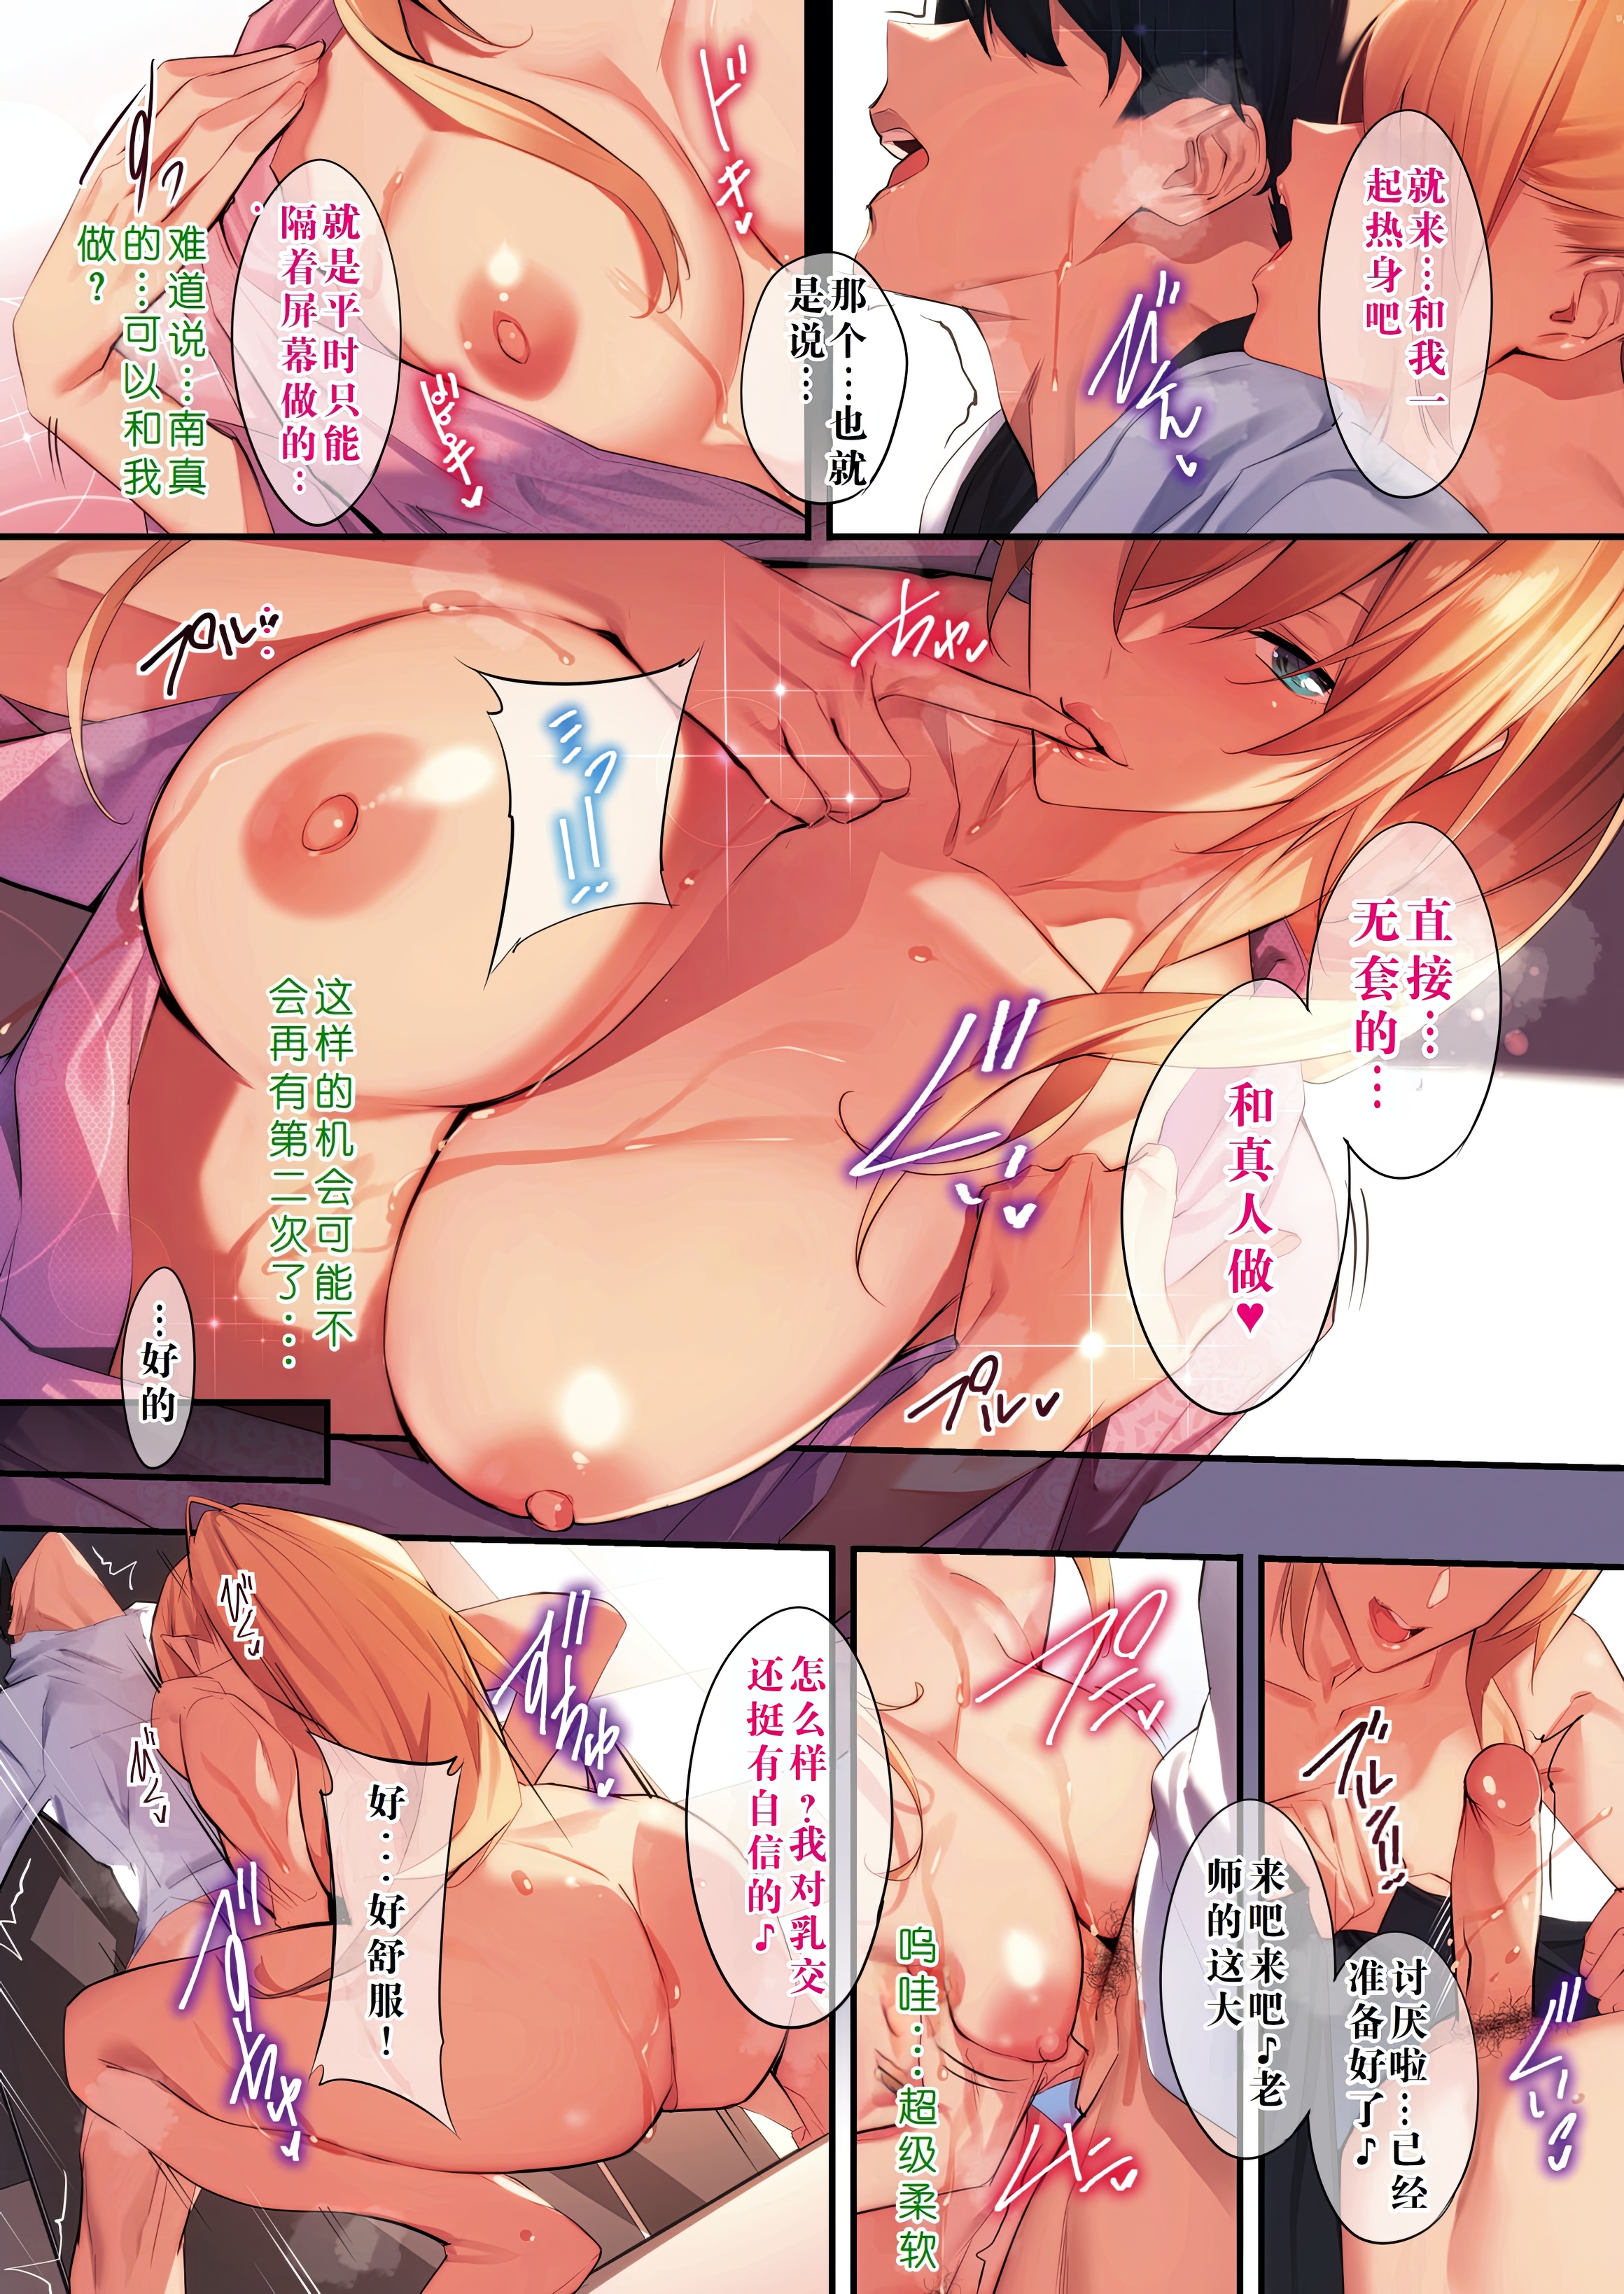 就来…和我一
起热身吧
那个…也就
是说…
就是平时只能
隔着屏幕做的…
难道说…南真
的…可以和我
做？
ドキ
ドキ
直接…
无套的…
和真人做♥
这样的机会可能不
会再有第二次了…
…好的
讨厌啦…已经
准备好了♪
来吧来吧♪老
师的这大
呜哇…超级柔软
怎么样？我对乳交
还挺有自信的♪
好…好舒服！